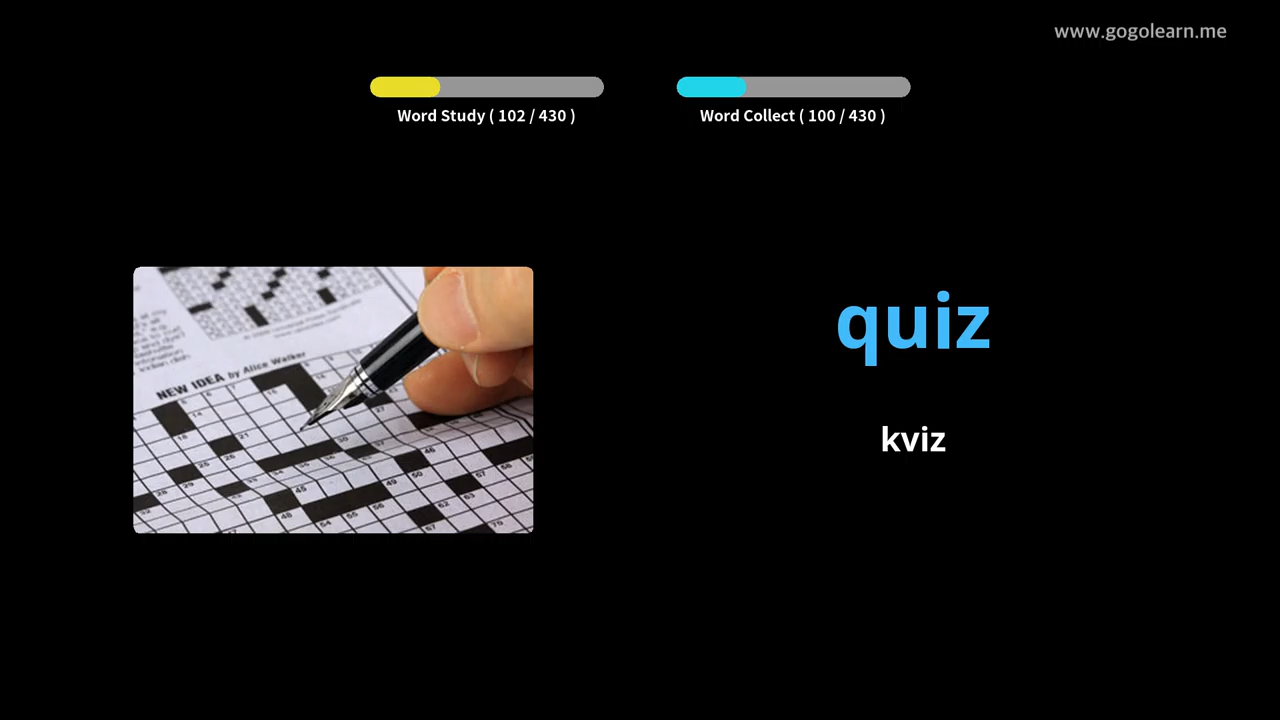 www.gogolearn.me
Word Study ( 102 / 430 )
Word Collect ( 100 / 430 )
quiz
kviz
NEW IDEA by Alice Walker